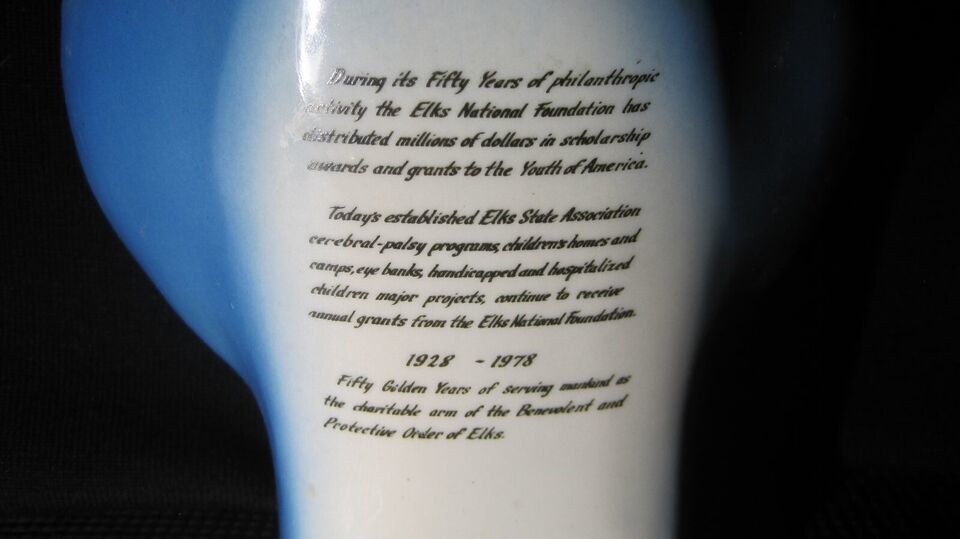 During its Fifty Years of philanthropic
activity the Elks National Foundation has
distributed millions of dollars in scholarship
awards and grants to the Youth of America.
Today's established Elks State Association
cerebral-palsy programs, children's homes and
camps, eye banks, handicapped and hospitalized
children major projects, continue to receive
annual grants from the Elks National Foundation.
1928 - 1978
Fifty Golden Years of serving mankind as
the charitable arm of the Benevolent and
Protective Order of Elks.